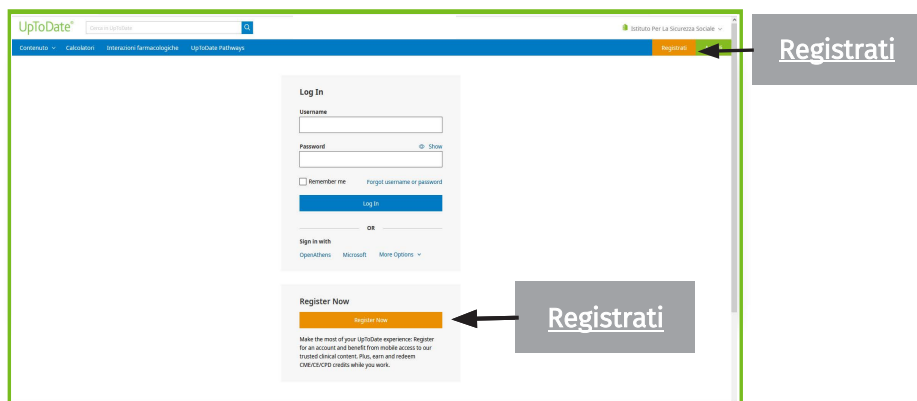 UpToDate®
Cerca in UpToDate
Istituto Per La Sicurezza Sociale
Contenuto Calcolatori Interazioni farmacologiche UpToDate Pathways
Registrati
Registrati
Log In
Username
Password Show
Remember me Forgot username or password
Log In
OR
Sign in with
OpenAthens Microsoft More Options
Register Now
Register Now
Registrati
Make the most of your UpToDate experience: Register
for an account and benefit from mobile access to our
trusted clinical content. Plus, earn and redeem
CME/CE/CPD credits while you work.